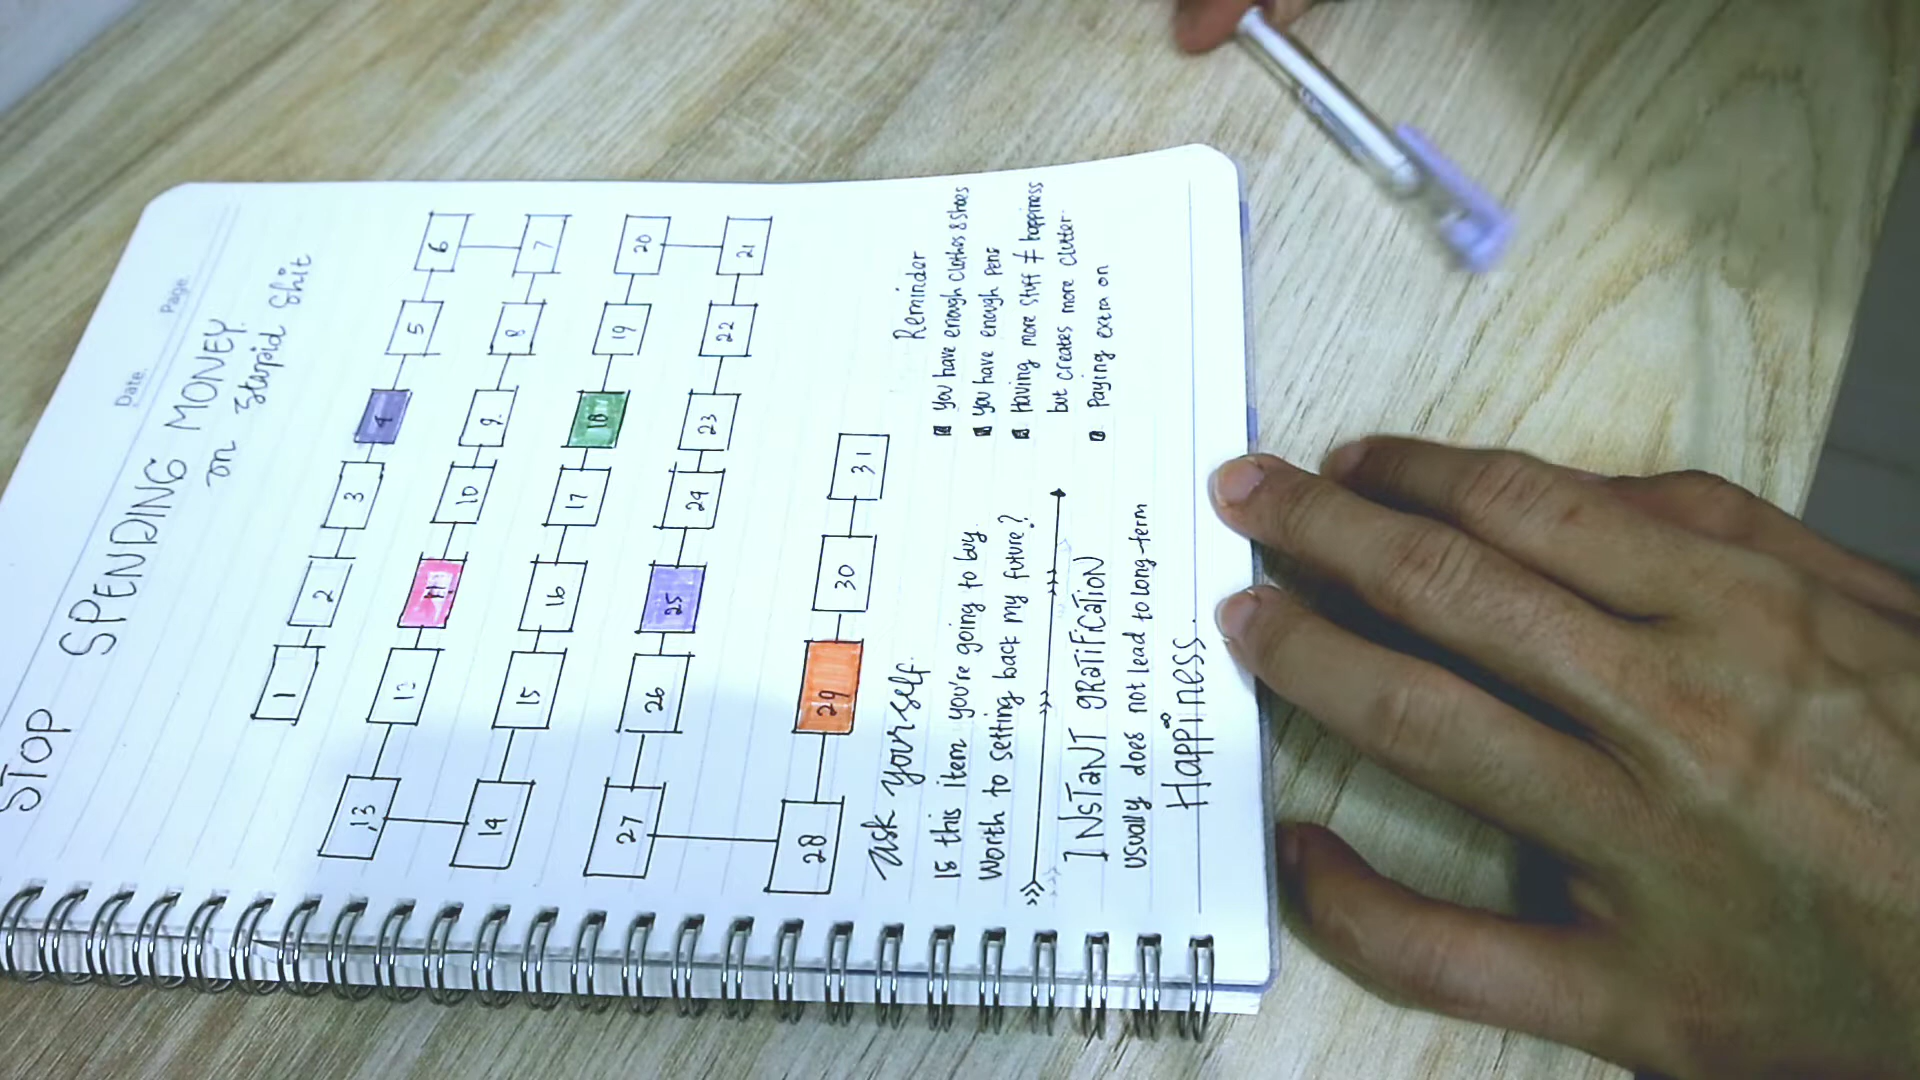 Date. Page.
STOP SPENDING MONEY.
on stupid shit
1 2 3 4 5 6
13 12 11 10 9 8 7
14 15 16 17 18 19 20
27 26 25 24 23 22 21
28 29 30 31
ask yourself.
Is this item you're going to buy.
Worth to setting back my future?
INSTANT gRATIFICATION
Usually does not lead to long-term
Happiness.
Reminder
You have enough clothes & shoes
You have enough pens
Having more stuff ≠ happiness
but creates more clutter.
Paying extra on